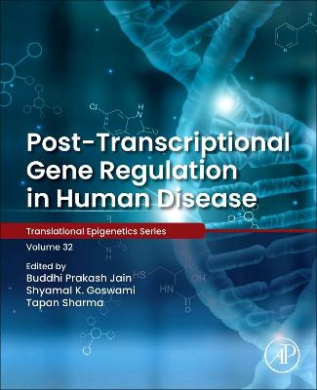 Post-Transcriptional
Gene Regulation
in Human Disease
Translational Epigenetics Series
Volume 32
Edited by
Buddhi Prakash Jain
Shyamal K. Goswami
Tapan Sharma
AP